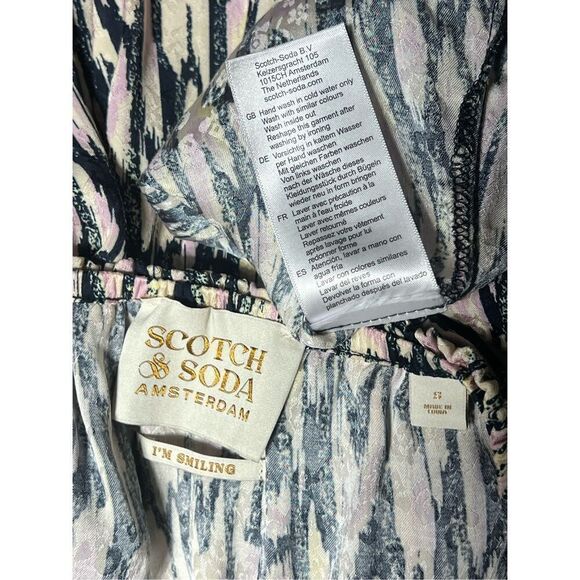 Scotch-Soda B.V
Keizersgracht 105
1015CH Amsterdam
The Netherlands
scotch-soda.com
GB Hand wash in cold water only
Wash with similar colours
Wash inside out
Reshape this garment after
washing by ironing
DE Vorsichtig in kaltem Wasser
per Hand waschen
Mit gleichen Farben waschen
Von links waschen
nach der Wäsche dieses
Kleidungsstück durch Bügeln
wieder neu in form bringen
FR Laver avec précaution à la
main à l'eau froide
Laver avec mêmes couleurs
Laver retourné
Repassez votre vêtement
après lavage pour lui
redonner forme
ES Atención, lavar a mano con
agua fría
Lavar con colores similares
Lavar del reves
Devolver la forma con
planchado después del lavado
SCOTCH
& SODA
AMSTERDAM
I'M SMILING
S
MADE IN
CHINA